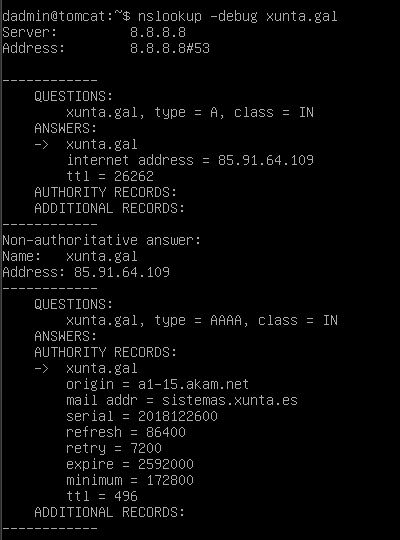 dadmin@tomcat:~$ nslookup -debug xunta.gal
Server:         8.8.8.8
Address:        8.8.8.8#53

------------
    QUESTIONS:
        xunta.gal, type = A, class = IN
    ANSWERS:
    ->  xunta.gal
        internet address = 85.91.64.109
        ttl = 26262
    AUTHORITY RECORDS:
    ADDITIONAL RECORDS:
------------
Non-authoritative answer:
Name:   xunta.gal
Address: 85.91.64.109
------------
    QUESTIONS:
        xunta.gal, type = AAAA, class = IN
    ANSWERS:
    AUTHORITY RECORDS:
    ->  xunta.gal
        origin = a1-15.akam.net
        mail addr = sistemas.xunta.es
        serial = 2018122600
        refresh = 86400
        retry = 7200
        expire = 2592000
        minimum = 172800
        ttl = 496
    ADDITIONAL RECORDS:
------------